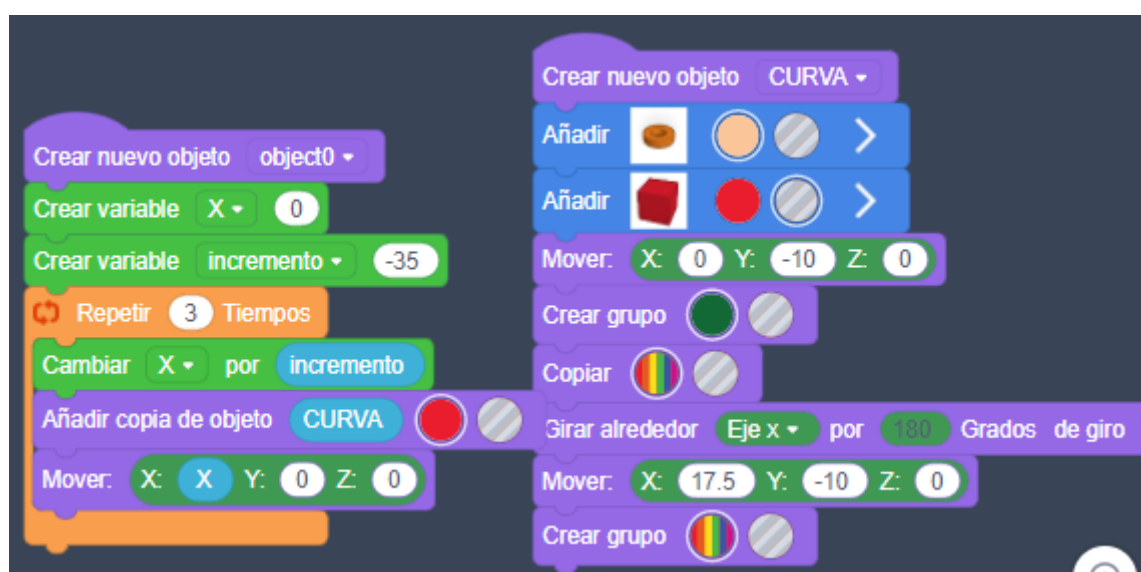 Crear nuevo objeto object0
Crear variable X 0
Crear variable incremento -35
Repetir 3 Tiempos
Cambiar X por incremento
Añadir copia de objeto CURVA
Mover: X: X Y: 0 Z: 0
Crear nuevo objeto CURVA
Añadir
Añadir
Mover: X: 0 Y: -10 Z: 0
Crear grupo
Copiar
Girar alrededor Eje x por 180 Grados de giro
Mover: X: 17.5 Y: -10 Z: 0
Crear grupo